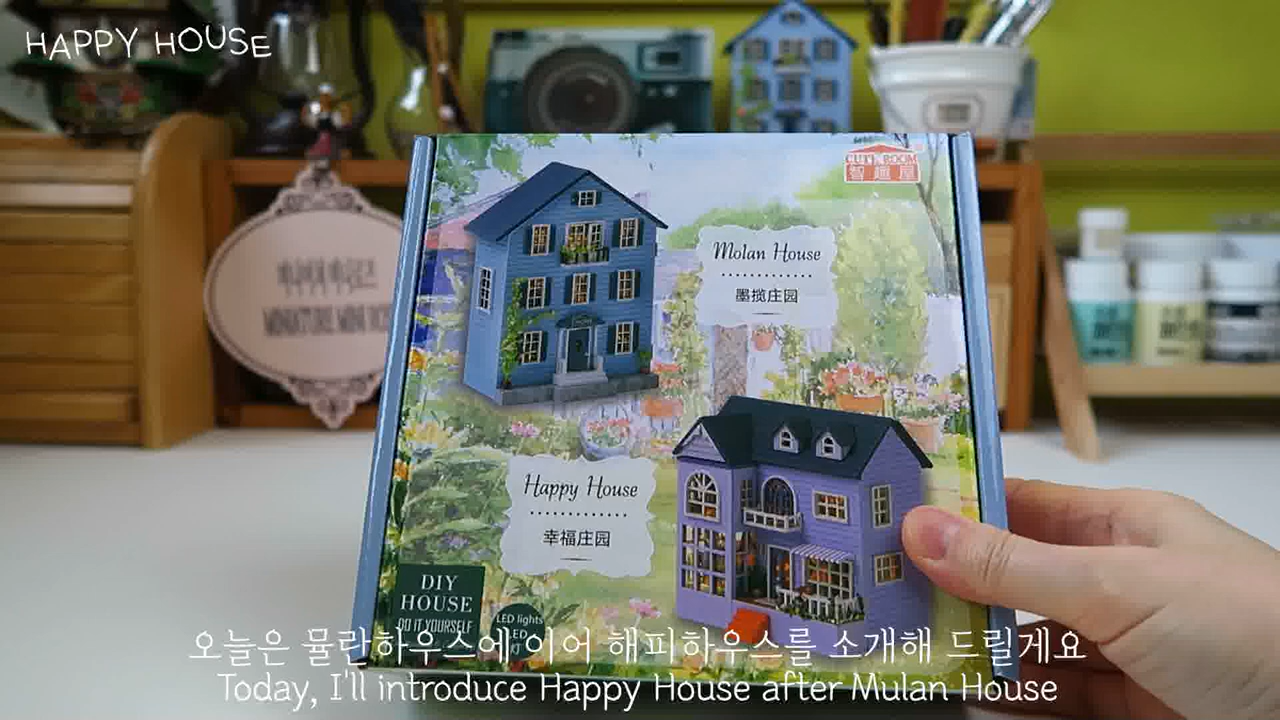 HAPPY HOUSE
CUTEROOM
智趣屋
Molan House
墨揽庄园
Happy House
幸福庄园
DIY
HOUSE
DO IT YOURSELF
LED lights
오늘은 뮬란하우스에 이어 해피하우스를 소개해 드릴게요
Today, I'll introduce Happy House after Mulan House